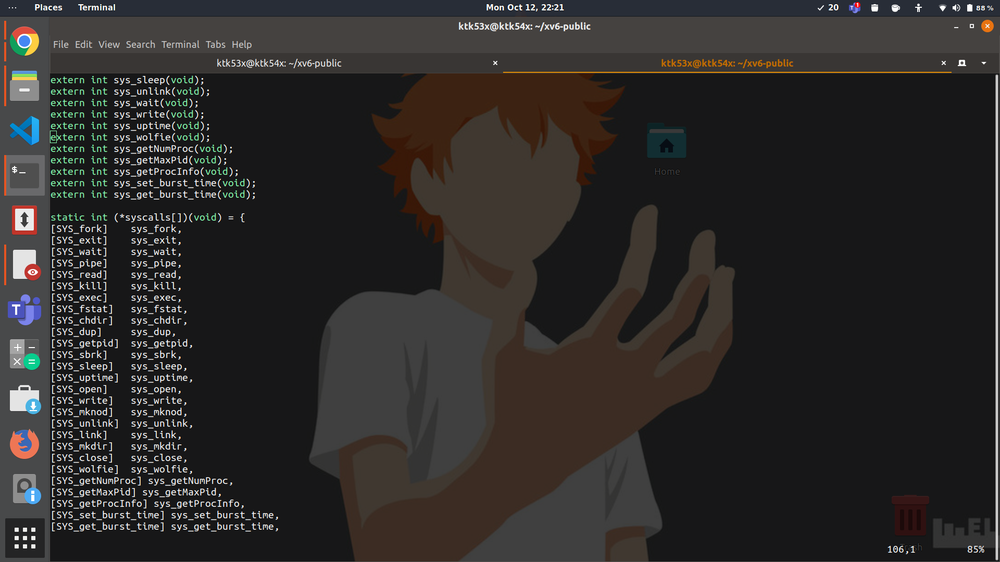 Places Terminal Mon Oct 12, 22:21 20 T 1 88 %
ktk53x@ktk54x: ~/xv6-public
File Edit View Search Terminal Tabs Help
ktk53x@ktk54x: ~/xv6-public × ktk53x@ktk54x: ~/xv6-public ×
extern int sys_sleep(void);
extern int sys_unlink(void);
extern int sys_wait(void);
extern int sys_write(void);
extern int sys_uptime(void);
extern int sys_wolfie(void);
extern int sys_getNumProc(void);
extern int sys_getMaxPid(void);
extern int sys_getProcInfo(void);
extern int sys_set_burst_time(void);
extern int sys_get_burst_time(void);
static int (*syscalls[])(void) = {
[SYS_fork]    sys_fork,
[SYS_exit]    sys_exit,
[SYS_wait]    sys_wait,
[SYS_pipe]    sys_pipe,
[SYS_read]    sys_read,
[SYS_kill]    sys_kill,
[SYS_exec]    sys_exec,
[SYS_fstat]   sys_fstat,
[SYS_chdir]   sys_chdir,
[SYS_dup]     sys_dup,
[SYS_getpid]  sys_getpid,
[SYS_sbrk]    sys_sbrk,
[SYS_sleep]   sys_sleep,
[SYS_uptime]  sys_uptime,
[SYS_open]    sys_open,
[SYS_write]   sys_write,
[SYS_mknod]   sys_mknod,
[SYS_unlink]  sys_unlink,
[SYS_link]    sys_link,
[SYS_mkdir]   sys_mkdir,
[SYS_close]   sys_close,
[SYS_wolfie]  sys_wolfie,
[SYS_getNumProc] sys_getNumProc,
[SYS_getMaxPid] sys_getMaxPid,
[SYS_getProcInfo] sys_getProcInfo,
[SYS_set_burst_time] sys_set_burst_time,
[SYS_get_burst_time] sys_get_burst_time,
106,1 85%
Home
Trash
$_
T